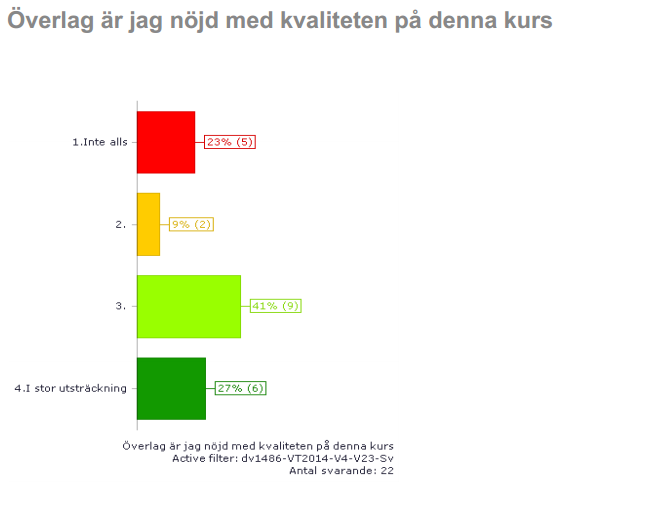 Överlag är jag nöjd med kvaliteten på denna kurs
1.Inte alls
23% (5)
2.
9% (2)
3.
41% (9)
4.I stor utsträckning
27% (6)
Överlag är jag nöjd med kvaliteten på denna kurs
Active filter: dv1486-VT2014-V4-V23-Sv
Antal svarande: 22